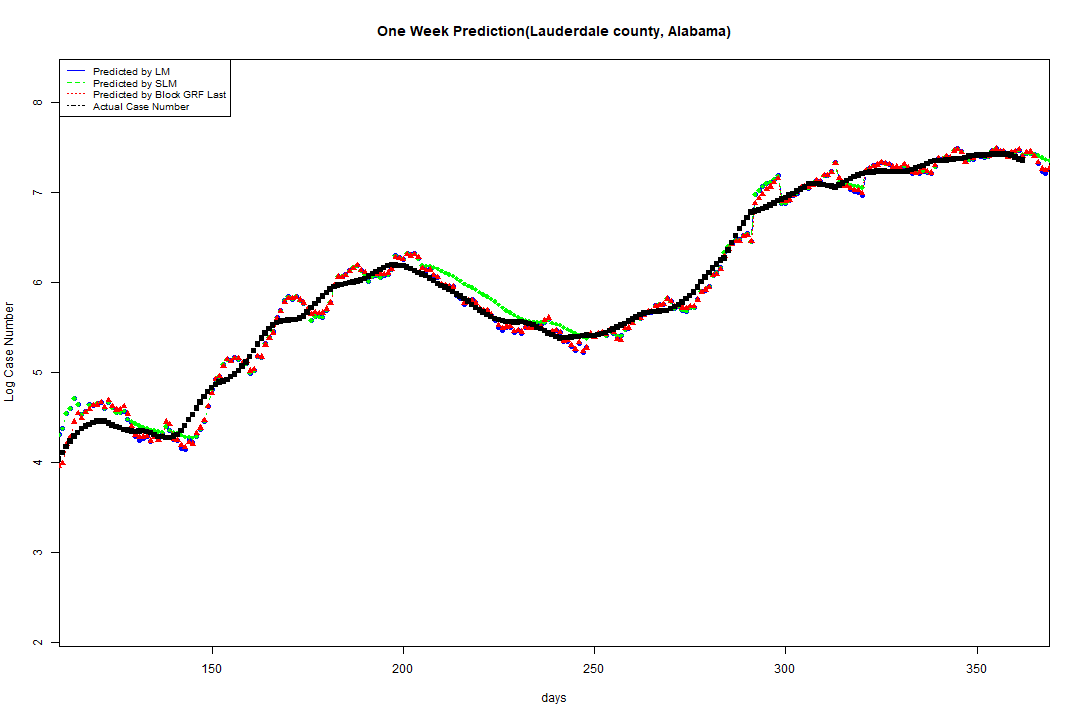 One Week Prediction(Lauderdale county, Alabama)
Predicted by LM
Predicted by SLM
Predicted by Block GRF Last
Actual Case Number
8
7
6
5
4
3
2
Log Case Number
150 200 250 300 350
days